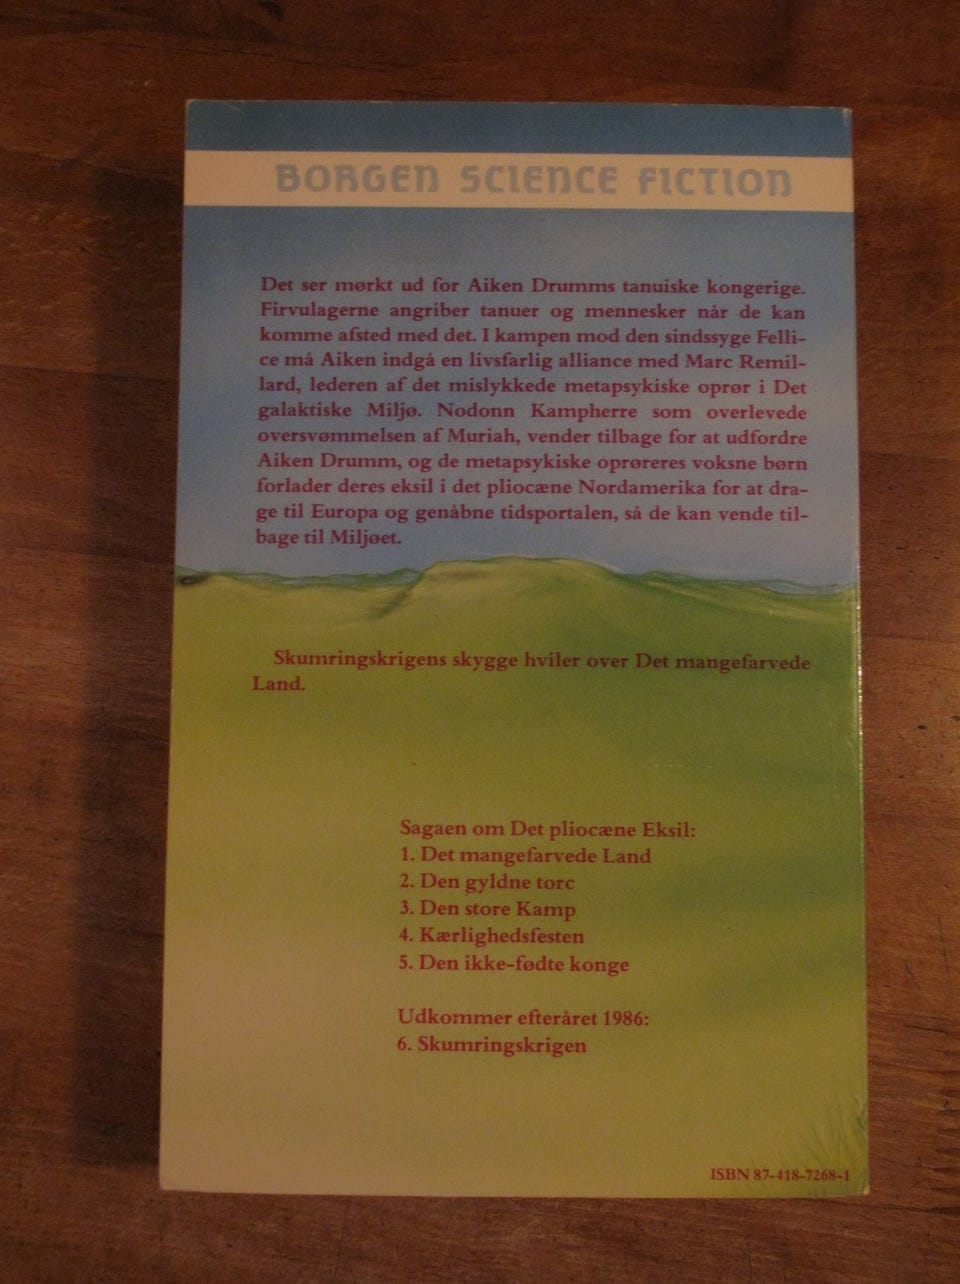 BORGEN SCIENCE FICTION
Det ser mørkt ud for Aiken Drumms tanuiske kongerige.
Firvulagerne angriber tanuer og mennesker når de kan
komme afsted med det. I kampen mod den sindssyge Felli-
ce må Aiken indgå en livsfarlig alliance med Marc Remil-
lard, lederen af det mislykkede metapsykiske oprør i Det
galaktiske Miljø. Nodonn Kampherre som overlevede
oversvømmelsen af Muriah, vender tilbage for at udfordre
Aiken Drumm, og de metapsykiske oprøreres voksne børn
forlader deres eksil i det pliocæne Nordamerika for at dra-
ge til Europa og genåbne tidsportalen, så de kan vende til-
bage til Miljøet.
Skumringskrigens skygge hviler over Det mangefarvede
Land.
Sagaen om Det pliocæne Eksil:
1. Det mangefarvede Land
2. Den gyldne torc
3. Den store Kamp
4. Kærlighedsfesten
5. Den ikke-fødte konge
Udkommer efteråret 1986:
6. Skumringskrigen
ISBN 87-418-7268-1